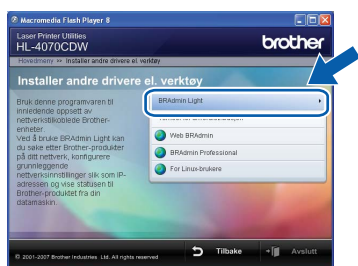 Macromedia Flash Player 8
Laser Printer Utilities
HL-4070CDW
brother
Hovedmeny >> Installer andre drivere el. verktøy
Installer andre drivere el. verktøy
Bruk denne programvaren til
innledende oppsett av
nettverkstilkoblede Brother-
enheter.
Ved å bruke BRAdmin Light kan
du søke etter Brother-produkter
på ditt nettverk, konfigurere
grunnleggende
nettverksinnstillinger slik som IP-
adressen og vise statusen til
Brother-produktet fra din
datamaskin.
BRAdmin Light
Web BRAdmin
BRAdmin Professional
For Linux-brukere
© 2001-2007 Brother Industries Ltd. All rights reserved
Tilbake
Avslutt